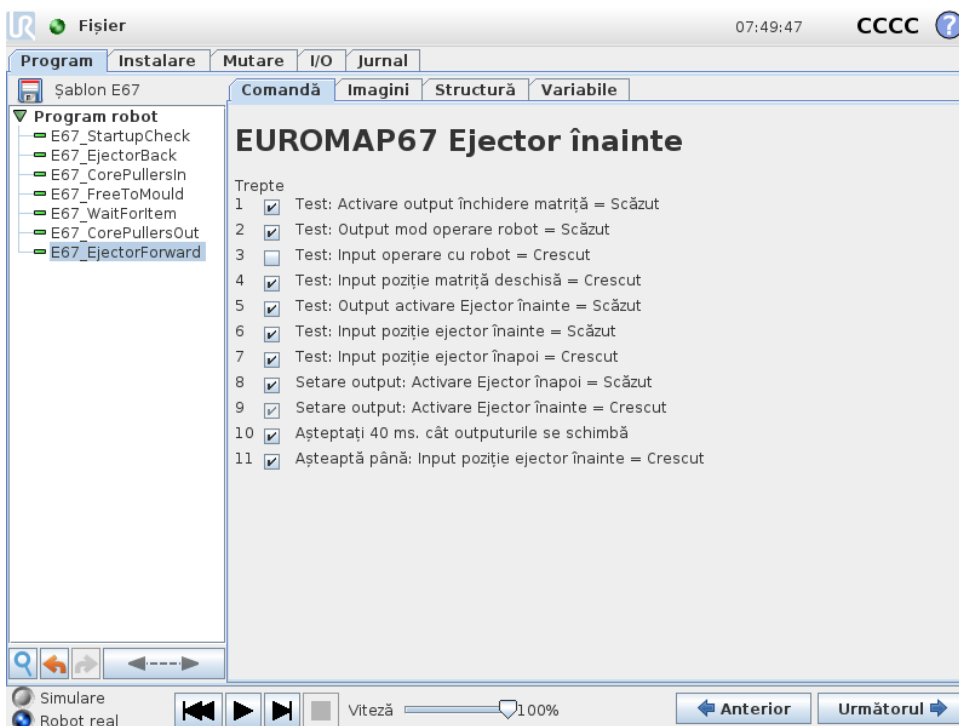 UR Fișier 07:49:47 CCCC ?
Program Instalare Mutare I/O Jurnal
Șablon E67 Comandă Imagini Structură Variabile
Program robot
E67_StartupCheck
E67_EjectorBack
E67_CorePullersIn
E67_FreeToMould
E67_WaitForItem
E67_CorePullersOut
E67_EjectorForward
EUROMAP67 Ejector înainte
Trepte
1 Test: Activare output închidere matriță = Scăzut
2 Test: Output mod operare robot = Scăzut
3 Test: Input operare cu robot = Crescut
4 Test: Input poziție matriță deschisă = Crescut
5 Test: Output activare Ejector înainte = Scăzut
6 Test: Input poziție ejector înainte = Scăzut
7 Test: Input poziție ejector înapoi = Crescut
8 Setare output: Activare Ejector înapoi = Scăzut
9 Setare output: Activare Ejector înainte = Crescut
10 Așteptați 40 ms. cât outputurile se schimbă
11 Așteaptă până: Input poziție ejector înainte = Crescut
Simulare
Robot real
Viteză 100%
Anterior Următorul